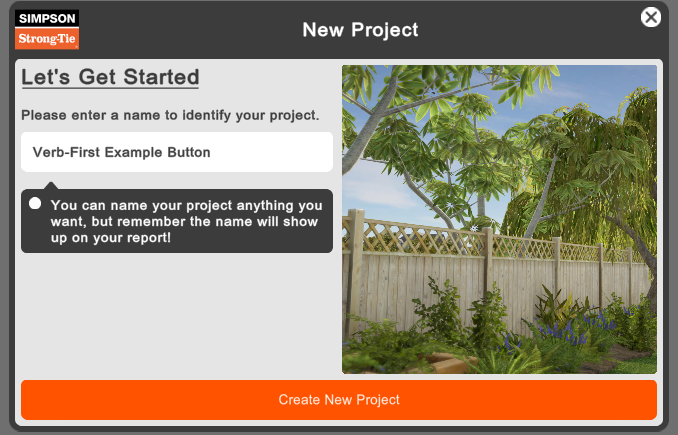 SIMPSON
Strong-Tie
New Project
Let's Get Started
Please enter a name to identify your project.
Verb-First Example Button
You can name your project anything you
want, but remember the name will show
up on your report!
Create New Project